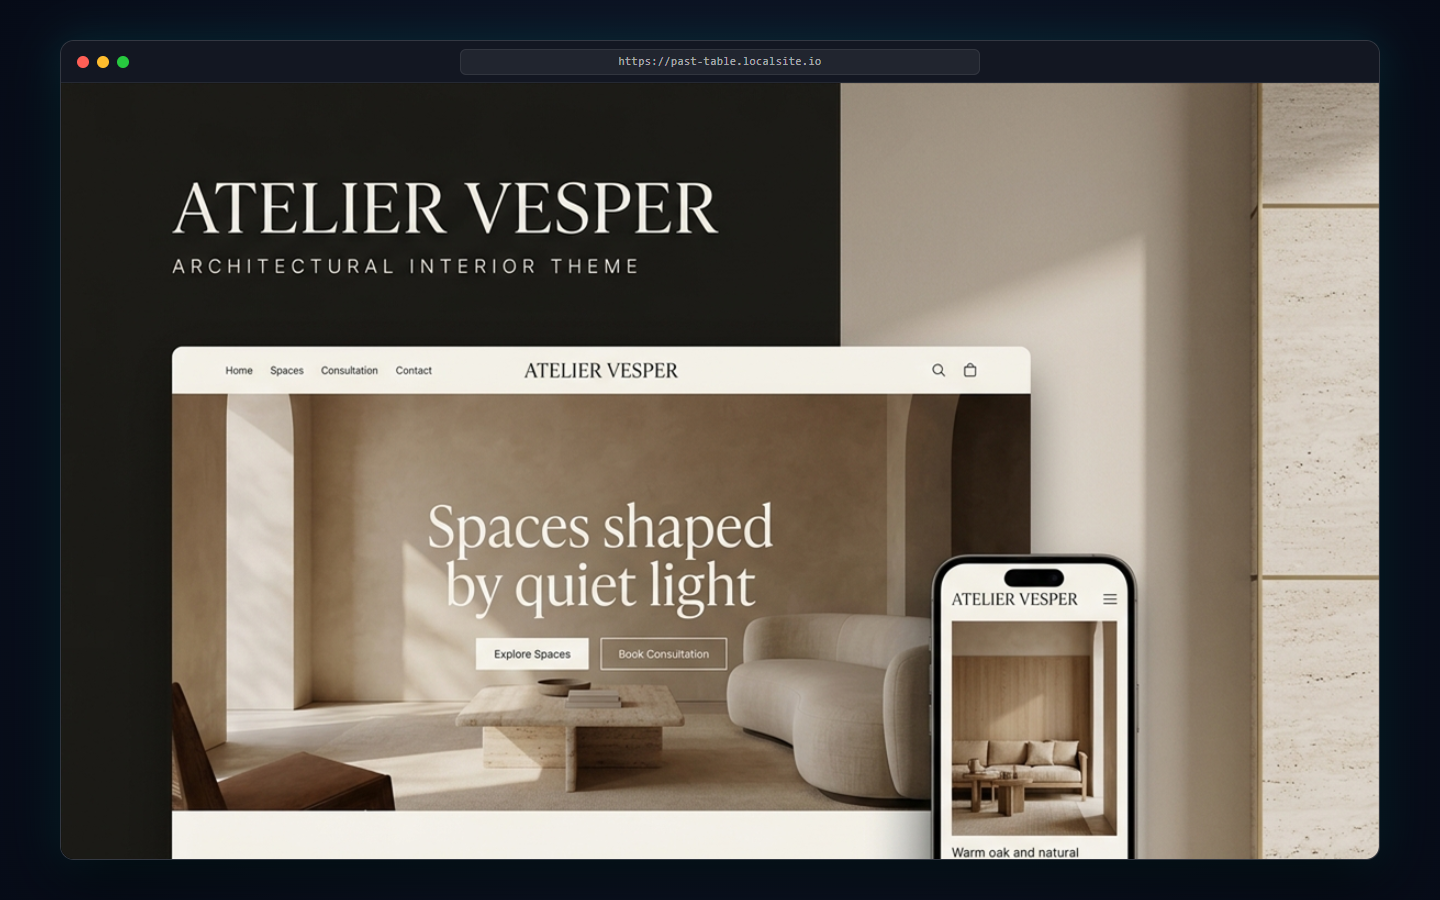 https://past-table.localsite.io
ATELIER VESPER
ARCHITECTURAL INTERIOR THEME
Home Spaces Consultation Contact
ATELIER VESPER
Spaces shaped
by quiet light
Explore Spaces
Book Consultation
ATELIER VESPER
Warm oak and natural